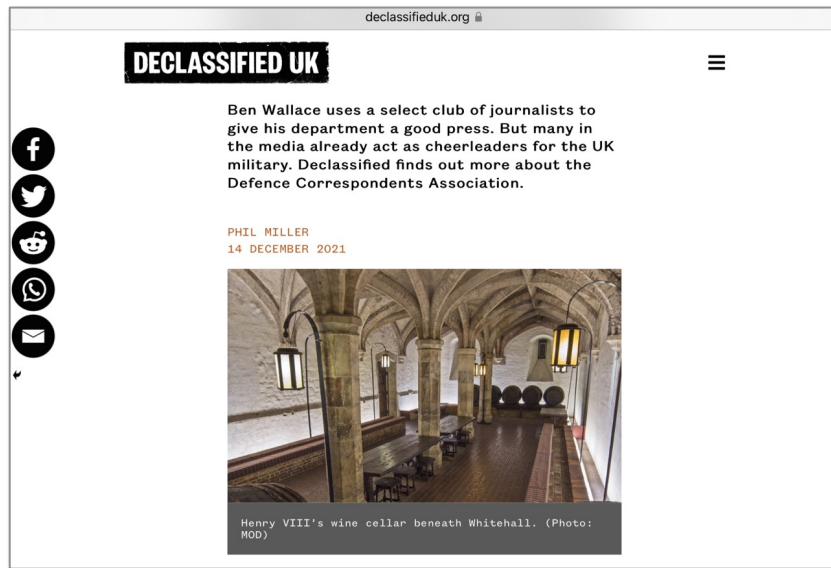 declassifieduk.org
DECLASSIFIED UK
Ben Wallace uses a select club of journalists to
give his department a good press. But many in
the media already act as cheerleaders for the UK
military. Declassified finds out more about the
Defence Correspondents Association.
PHIL MILLER
14 DECEMBER 2021
Henry VIII's wine cellar beneath Whitehall. (Photo:
MOD)